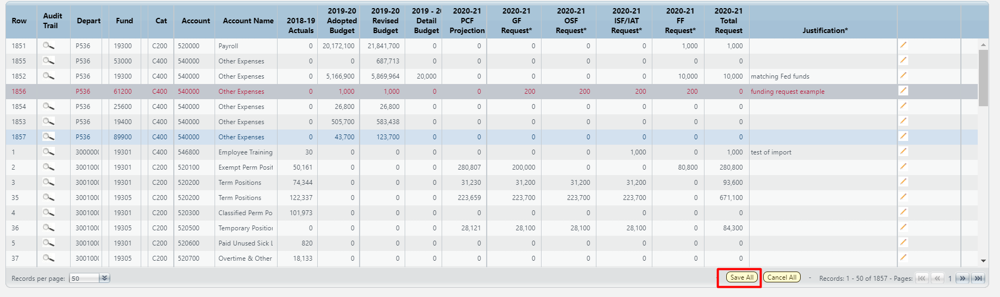 Row Audit Trail Depart Fund Cat Account Account Name 2018-19 Actuals 2019-20 Adopted Budget 2019-20 Revised Budget 2019 - 20 Detail Budget 2020-21 PCF Projection 2020-21 GF Request* 2020-21 OSF Request* 2020-21 ISF/IAT Request* 2020-21 FF Request* 2020-21 Total Request Justification*
1851 P536 19300 C200 520000 Payroll 0 20,172,100 21,841,700 0 0 0 0 0 1,000 1,000
1855 P536 53000 C400 540000 Other Expenses 0 0 687,713 0 0 0 0 0 0 0
1852 P536 19300 C400 540000 Other Expenses 0 5,166,900 5,869,964 20,000 0 0 0 0 10,000 10,000 matching Fed funds
1856 P536 61200 C400 540000 Other Expenses 0 1,000 1,000 0 0 200 200 200 200 0 funding request example
1854 P536 25600 C400 540000 Other Expenses 0 26,800 26,800 0 0 0 0 0 0 0
1853 P536 19400 C400 540000 Other Expenses 0 505,700 583,438 0 0 0 0 0 0 0
1857 P536 89900 C400 540000 Other Expenses 0 43,700 123,700 0 0 0 0 0 0 0
1 3000000 19301 C400 546800 Employee Training 30 0 0 0 0 0 0 1,000 0 1,000 test of import
2 3001000 19301 C200 520100 Exempt Perm Posit 50,161 0 0 0 280,807 200,000 0 0 80,800 280,800
3 3001000 19301 C200 520200 Term Positions 74,344 0 0 0 31,230 31,200 31,200 31,200 0 93,600
35 3001000 19305 C200 520200 Term Positions 122,337 0 0 0 223,659 223,700 223,700 223,700 0 671,100
4 3001000 19301 C200 520300 Classified Perm Po 101,973 0 0 0 0 0 0 0 0 0
36 3001000 19305 C200 520500 Temporary Position 0 0 0 0 28,121 28,100 28,100 28,100 0 84,300
5 3001000 19301 C200 520600 Paid Unused Sick L 820 0 0 0 0 0 0 0 0 0
37 3001000 19305 C200 520700 Overtime & Other 18,133 0 0 0 0 0 0 0 0 0
Records per page: 50 - Save All Cancel All - Records: 1 - 50 of 1857 - Pages: 1